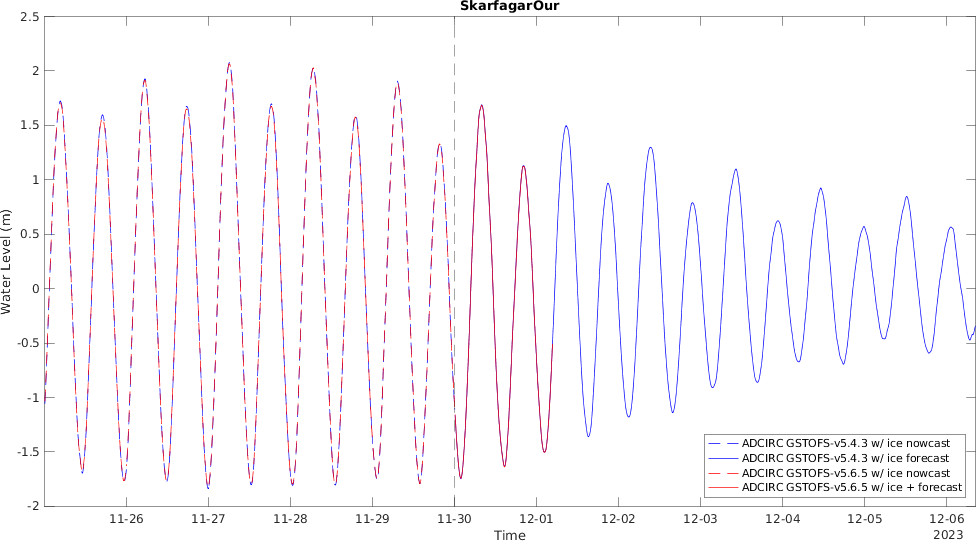 SkarfagarOur
2.5
2
1.5
1
0.5
0
-0.5
-1
-1.5
-2
Water Level (m)
ADCIRC GSTOFS-v5.4.3 w/ ice nowcast
ADCIRC GSTOFS-v5.4.3 w/ ice forecast
ADCIRC GSTOFS-v5.6.5 w/ ice nowcast
ADCIRC GSTOFS-v5.6.5 w/ ice + forecast
11-26 11-27 11-28 11-29 11-30 12-01 12-02 12-03 12-04 12-05 12-06
Time 2023